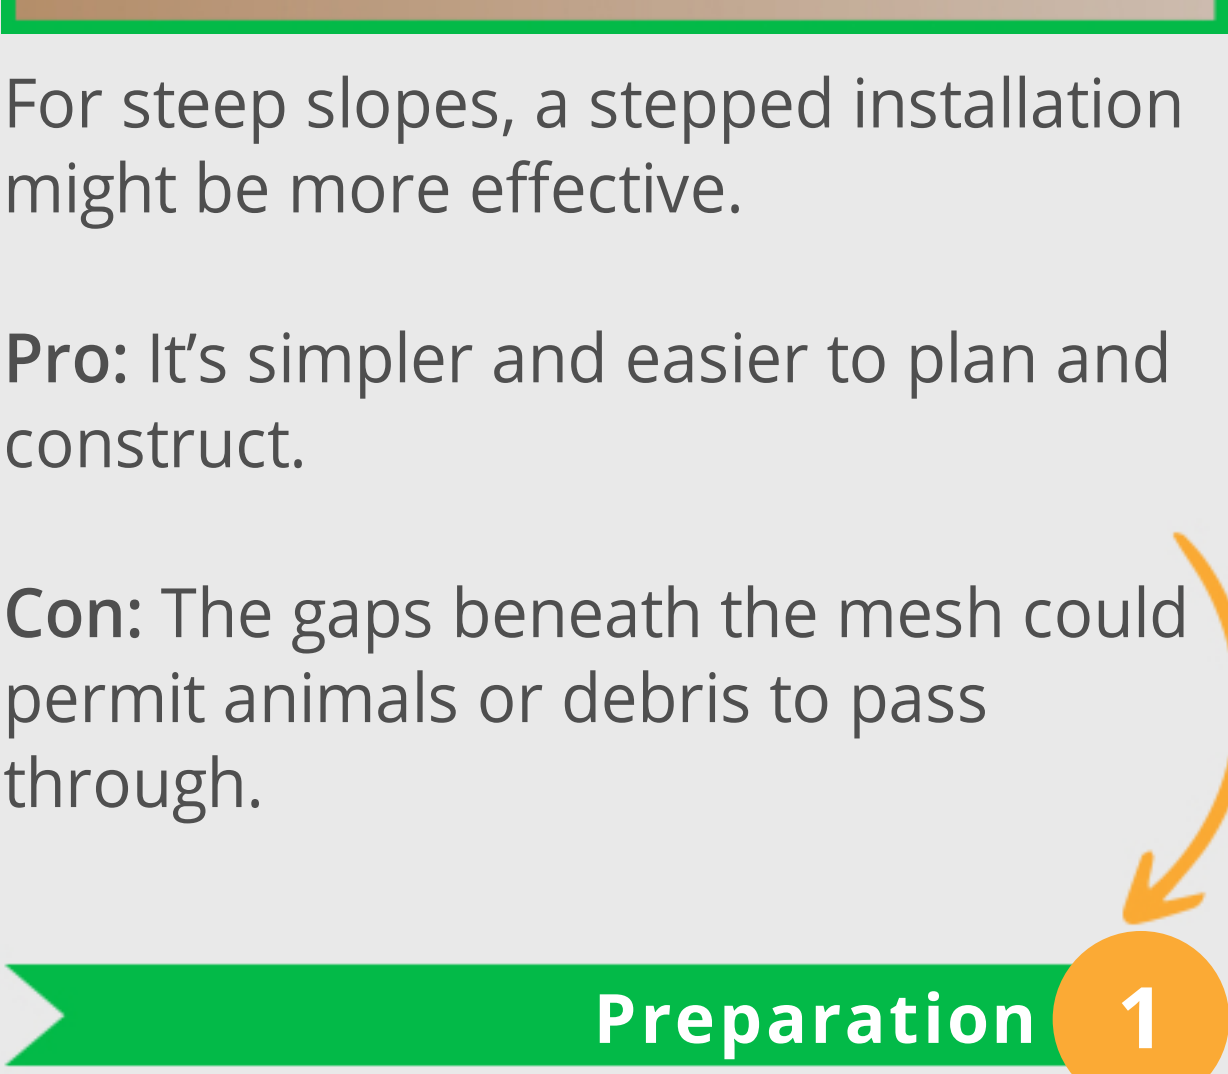 For steep slopes, a stepped installation
might be more effective.
Pro: It’s simpler and easier to plan and
construct.
Con: The gaps beneath the mesh could
permit animals or debris to pass
through.
Preparation 1